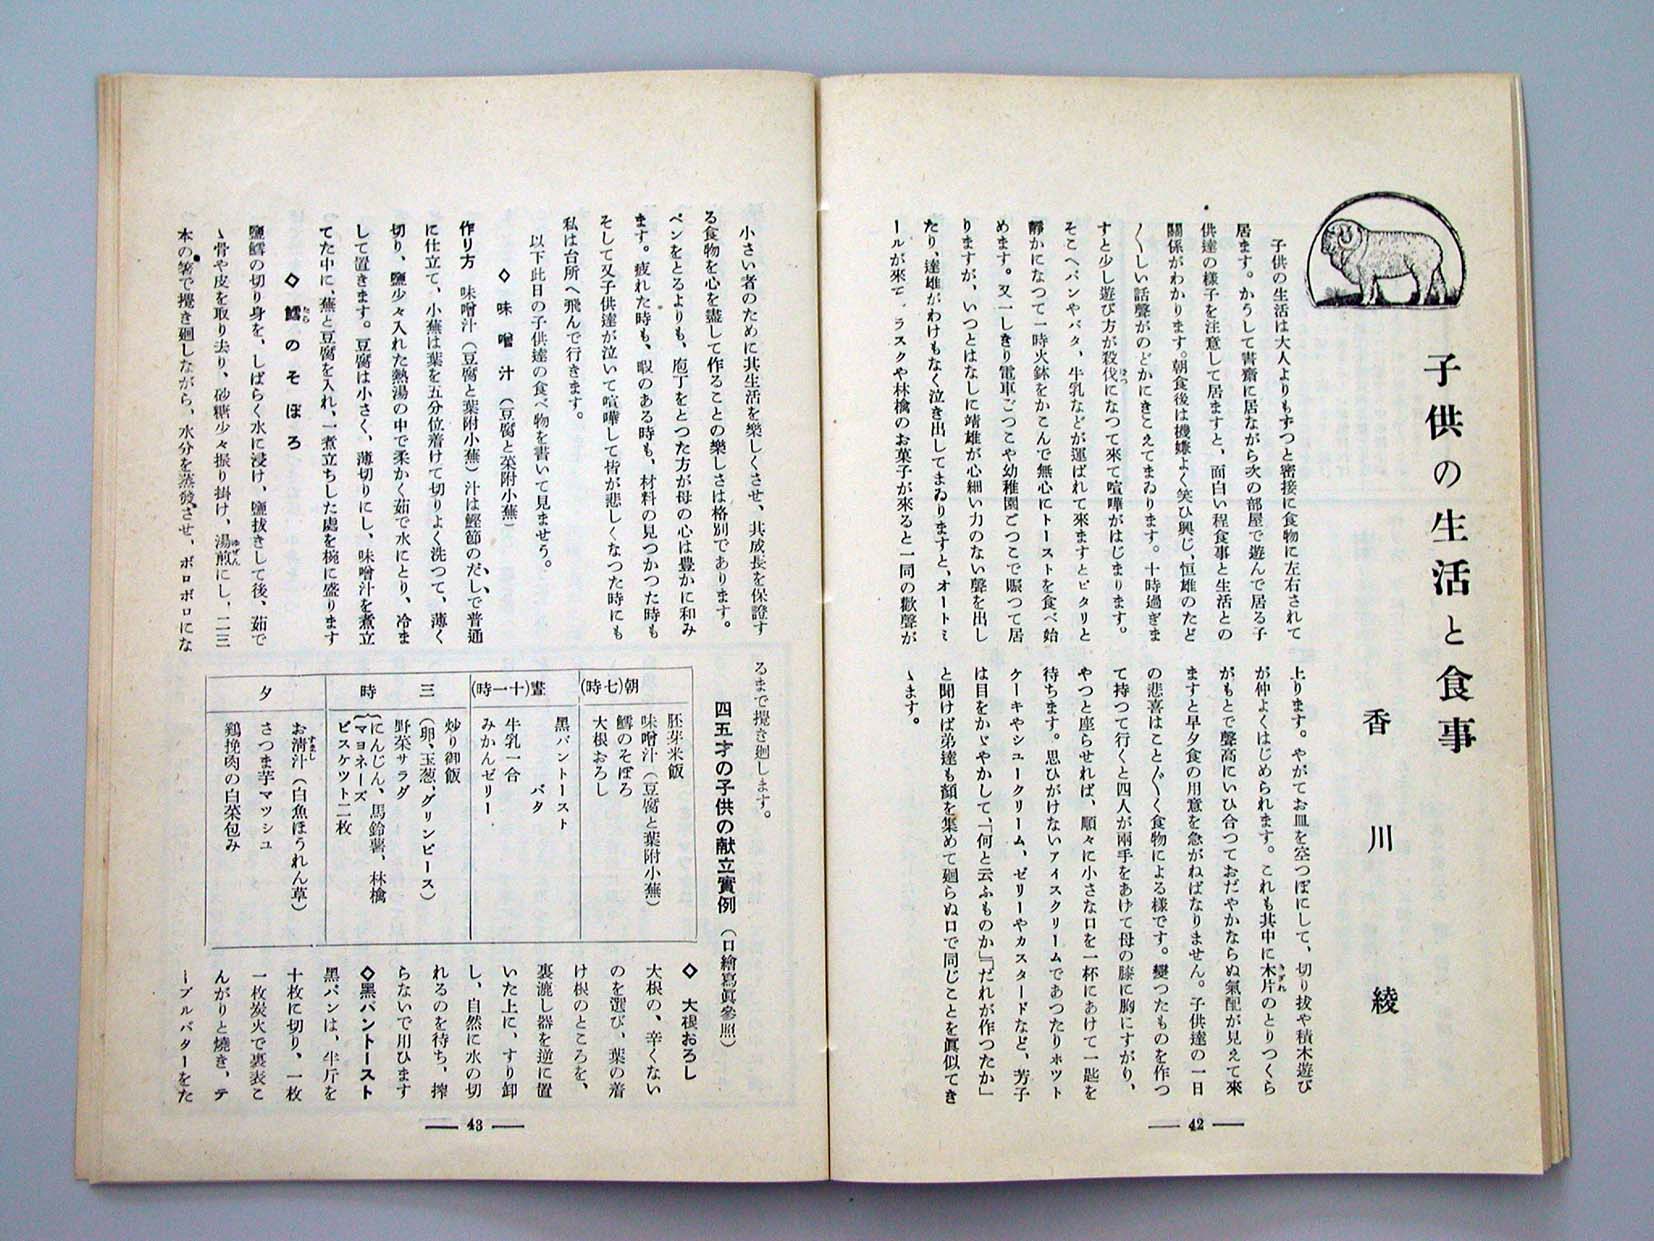 子供の生活と食事
香川綾
子供の生活は大人よりもずつと密接に食物に左右されて
居ます。かうして書齋に居ながら次の部屋で遊んで居る子
供達の樣子を注意して居ますと、面白い程食事と生活との
關係がわかります。朝食後は機嫌よく笑ひ興じ、恒雄のたど
〱しい話聲がのどかにきこえてまゐります。十時過ぎま
すと少し遊び方が殺伐になつて來て喧嘩がはじまります。
そこへパンやバタ、牛乳などが運ばれて來ますとピタリと
靜かになつて一時火鉢をかこんで無心にトーストを食べ始
めます。又一しきり電車ごつこや幼稚園ごつこで賑つて居
りますが、いつとはなしに靖雄が心細い力のない聲を出し
たり、達雄がわけもなく泣き出してまゐりますと、オートミ
ールが來て、ラスクや林檎のお菓子が來ると一同の歡聲が
上ります。やがてお皿を空つぽにして、切り拔や積木遊び
が仲よくはじめられます。これも其中に木片のとりつくら
がもとで聲高にいひ合つておだやかならぬ氣配が見えて來
ますと早夕食の用意を急がねばなりません。子供達の一日
の悲喜はこと〲〱く食物による樣です。變つたものを作つ
て持つて行くと四人が兩手をあけて母の膝に胸にすがり、
やつと座らせれば、順々に小さな口を一杯にあけて一匙を
待ちます。思ひがけないアイスクリームであつたりホツト
ケーキやシュークリーム、ゼリーやカスタードなど、芳子
は目をかゞやかして、「何と云ふものか」「だれが作つたか」
と聞けば弟達も額を集めて廻らぬ口で同じことを眞似てき
ゝます。
— 42 —
小さい者のために其生活を樂しくさせ、共成長を保證す
る食物を心を盡して作ることの樂しさは格別であります。
ペンをとるよりも、庖丁をとつた方が母の心は豊かに和み
ます。疲れた時も、暇のある時も、材料の見つかつた時も
そして又子供達が泣いて喧嘩して皆が悲しくなつた時にも
私は台所へ飛んで行きます。
以下此日の子供達の食べ物を書いて見ませう。
◇味噌汁（豆腐と菜附小蕪）
作り方　味噌汁（豆腐と葉附小蕪）汁は鰹節のだしで普通
に仕立て、小蕪は葉を五分位着けて切りよく洗つて、薄く
切り、鹽少々入れた熱湯の中で柔かく茹で水にとり、冷ま
して置きます。豆腐は小さく、薄切りにし、味噌汁を煮立
てた中に、蕪と豆腐を入れ、一煮立ちした處を椀に盛ります
◇鱈のそぼろ
鹽鱈の切り身を、しばらく水に浸け、鹽拔きして後、茹で
ゝ骨や皮を取り去り、砂糖少々振り掛け、湯煎にし、二三
本の箸で攪き廻しながら、水分を蒸發させ、ボロボロにな
るまで攪き廻します。
四五才の子供の献立實例（口繪寫眞參照）
朝（七時）
胚芽米飯
味噌汁（豆腐と葉附小蕪）
鱈のそぼろ
大根おろし
晝（十一時）
黑パントースト
バタ
牛乳一合
みかんゼリー
三時
炒り御飯
（卵、玉葱、グリンピース）
野菜サラダ
にんじん、馬鈴薯、林檎
マヨネーズ
ビスケツト二枚
夕
お淸汁（白魚ほうれん草）
さつま芋マツシュ
鷄挽肉の白菜包み
◇大根おろし
大根の、辛くない
のを選び、葉の着
け根のところを、
裏漉し器を逆に置
いた上に、すり卸
し、自然に水の切
れるのを待ち、搾
らないで用ひます
◇黑パントースト
黑パンは、半斤を
十枚に切り、一枚
一枚炭火で裏表こ
んがりと燒き、テ
ーブルバターをた
— 43 —